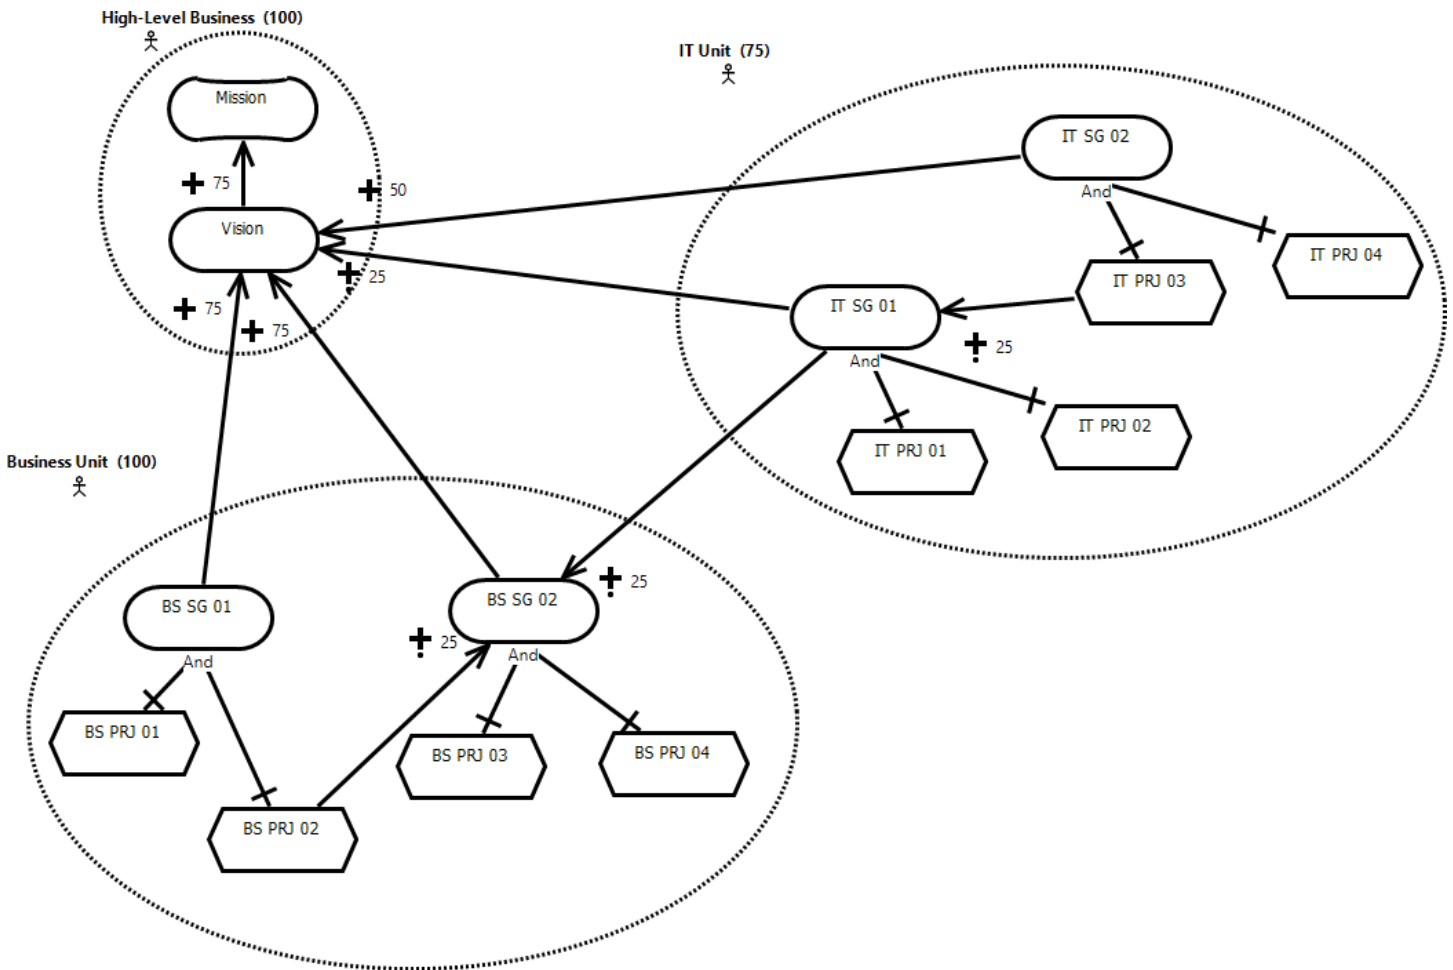 High-Level Business (100)
IT Unit (75)
Mission
IT SG 02
And
75
50
Vision
IT PRJ 04
25
IT PRJ 03
75
IT SG 01
75
25
And
IT PRJ 02
IT PRJ 01
Business Unit (100)
25
BS SG 01
BS SG 02
25
And
And
BS PRJ 01
BS PRJ 03
BS PRJ 04
BS PRJ 02